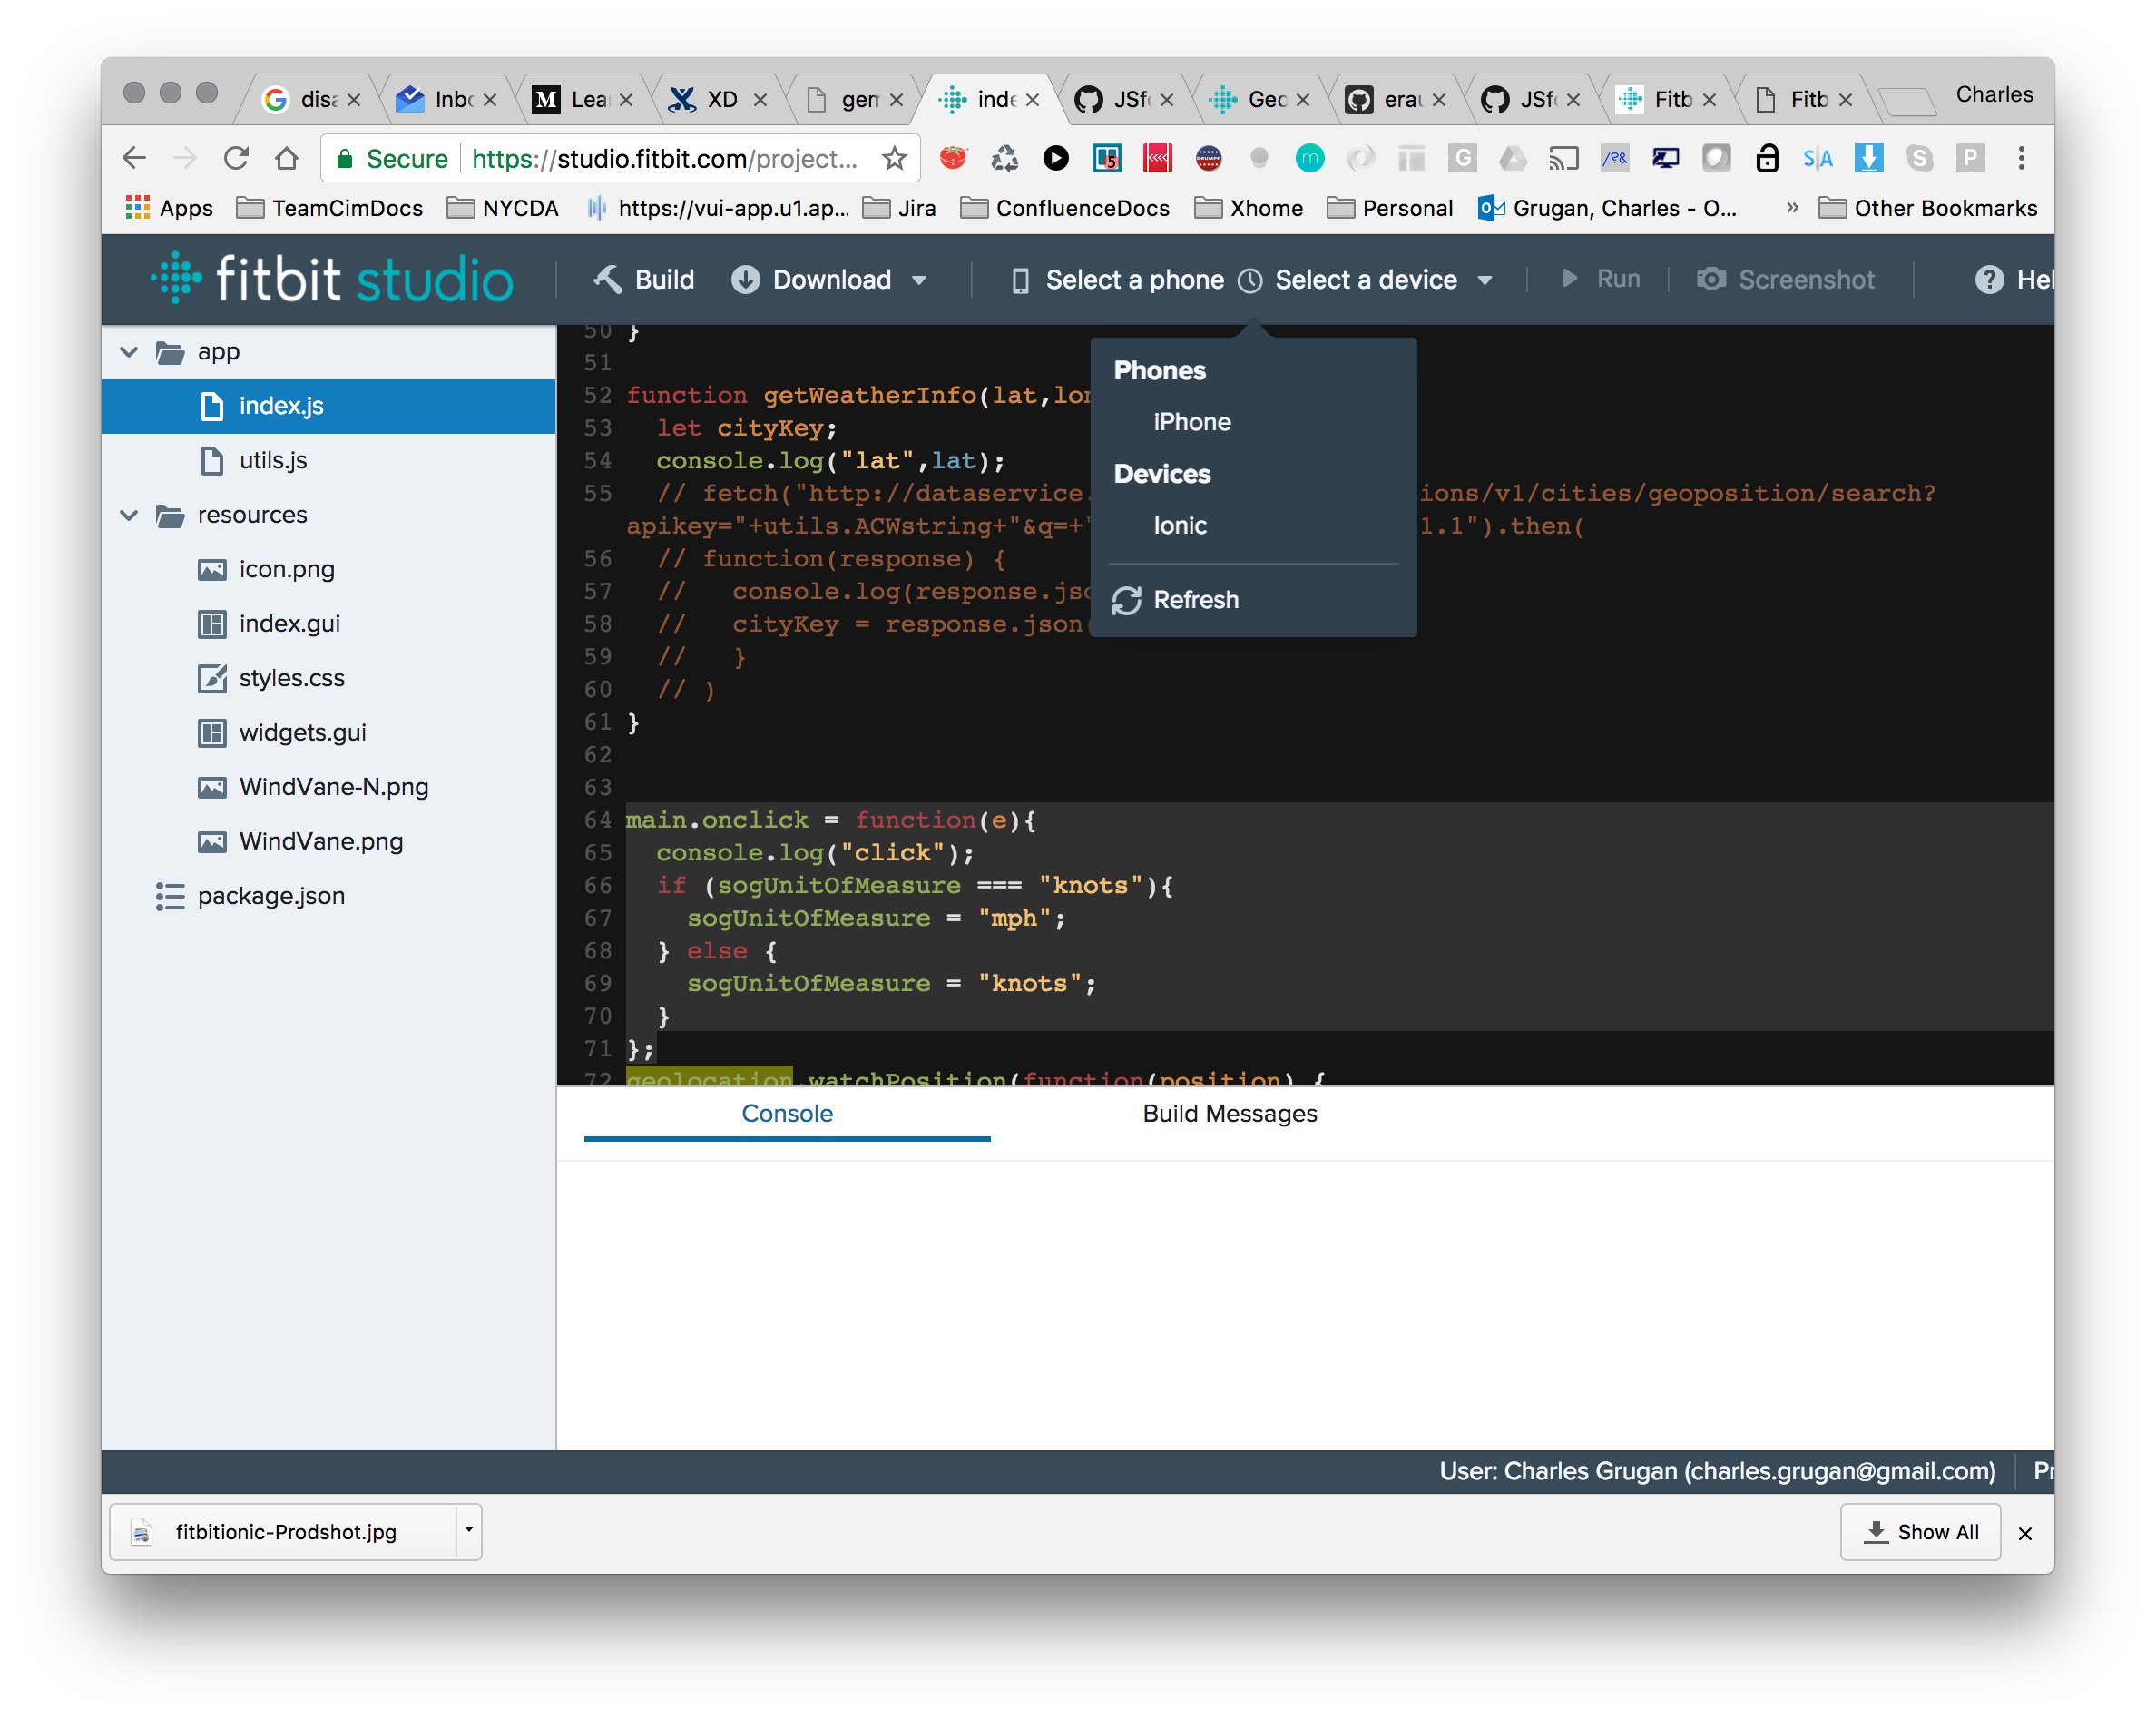 disa Inbo M Lea XD gem inde JSfo Geo erau JSfo Fitb Fitb Charles
Secure https://studio.fitbit.com/project... 5 DRUMPF m G /?& S|A S P
Apps TeamCimDocs NYCDA https://vui-app.u1.ap... Jira ConfluenceDocs Xhome Personal Grugan, Charles - O... » Other Bookmarks
fitbit studio Build Download Select a phone Select a device Run Screenshot ? Hel
app
index.js
utils.js
resources
icon.png
index.gui
styles.css
widgets.gui
WindVane-N.png
WindVane.png
package.json
50 }
51
52 function getWeatherInfo(lat,lon
53 let cityKey;
54 console.log("lat",lat);
55 // fetch("http://dataservice. ions/v1/cities/geoposition/search?
apikey="+utils.ACWstring+"&q=+" 1.1").then(
56 // function(response) {
57 // console.log(response.jso
58 // cityKey = response.json(
59 // }
60 // )
61 }
62
63
64 main.onclick = function(e){
65 console.log("click");
66 if (sogUnitOfMeasure === "knots"){
67 sogUnitOfMeasure = "mph";
68 } else {
69 sogUnitOfMeasure = "knots";
70 }
71 };
72 geolocation.watchPosition(function(position) {
Phones
iPhone
Devices
Ionic
Refresh
Console Build Messages
User: Charles Grugan (charles.grugan@gmail.com) Pr
fitbitionic-Prodshot.jpg Show All